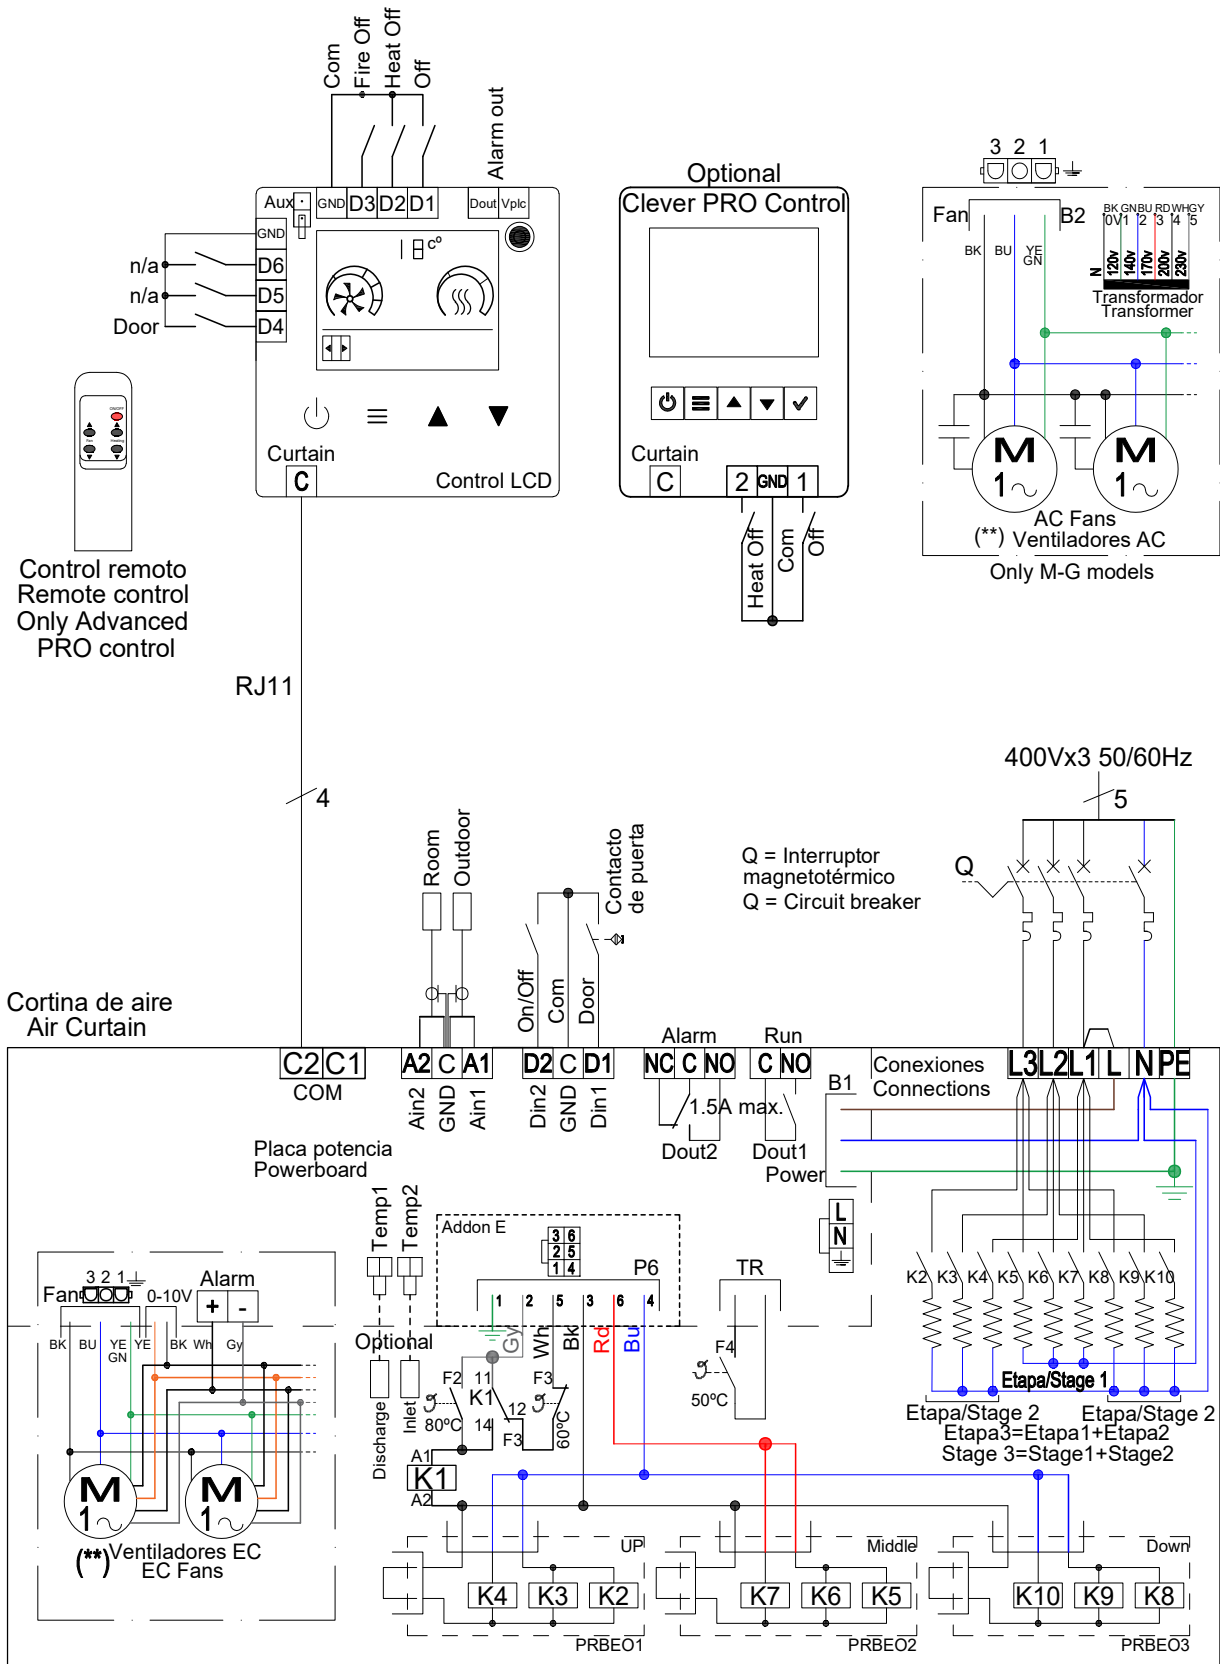 Com
Fire Off
Heat Off
Off
Alarm out
Aux
GND D3 D2 D1
Dout Vplc
GND
D6
D5
D4
n/a
n/a
Door
cº
Curtain
C
Control LCD
ON/OFF
Fan
Heating
Control remoto
Remote control
Only Advanced
PRO control
Optional
Clever PRO Control
Curtain
C
2 GND 1
Heat Off
Com
Off
3 2 1
Fan
B2
BK GN BU RD WH GY
0V 1 2 3 4 5
BK
BU
YE
GN
N
120v
140v
170v
200v
230v
Transformador
Transformer
M
1
M
1
AC Fans
(**) Ventiladores AC
Only M-G models
RJ11
4
400Vx3 50/60Hz
5
Q
Q = Interruptor
magnetotérmico
Q = Circuit breaker
Room
Outdoor
On/Off
Com
Door
Contacto
de puerta
Cortina de aire
Air Curtain
C2 C1
COM
A2 C A1
Ain2
GND
Ain1
D2 C D1
Din2
GND
Din1
Alarm
NC C NO
Dout2
1.5A max.
Run
C NO
Dout1
Power
B1
Conexiones
Connections
L3 L2 L1 L N PE
L
N
Placa potencia
Powerboard
Temp1
Temp2
Optional
Discharge
Inlet
Addon E
3 6
2 5
1 4
P6
1 2 5 3 6 4
Gy
Wh
Bk
Rd
Bu
TR
F4
50ºC
F2
80ºC
11
K1
14
12
F3
F3
60ºC
A1
K1
A2
K2 K3 K4 K5 K6 K7 K8 K9 K10
Etapa/Stage 1
Etapa/Stage 2
Etapa/Stage 2
Etapa3=Etapa1+Etapa2
Stage 3=Stage1+Stage2
Fan
3 2 1
0-10V
Alarm
+ -
BK
BU
YE
GN
YE
BK
Wh
Gy
M
1
M
1
(**) Ventiladores EC
EC Fans
UP
K4 K3 K2
PRBEO1
Middle
K7 K6 K5
PRBEO2
Down
K10 K9 K8
PRBEO3